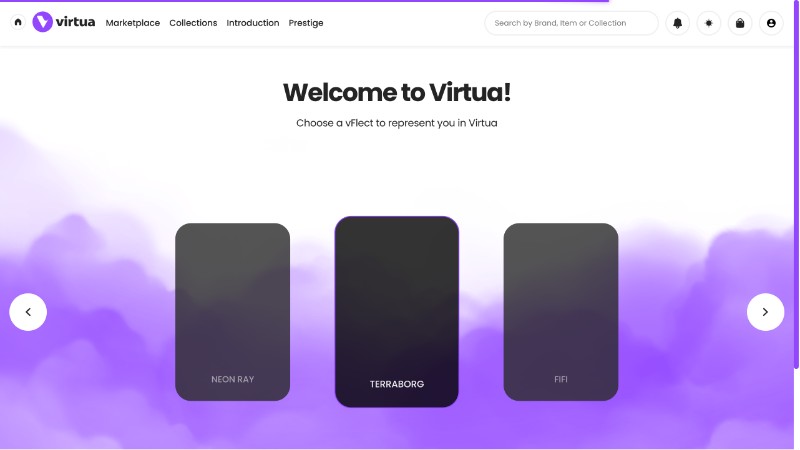 virtua Marketplace Collections Introduction Prestige Search by Brand, Item or Collection
Welcome to Virtua!
Choose a vFlect to represent you in Virtua
NEON RAY
TERRABORG
FIFI